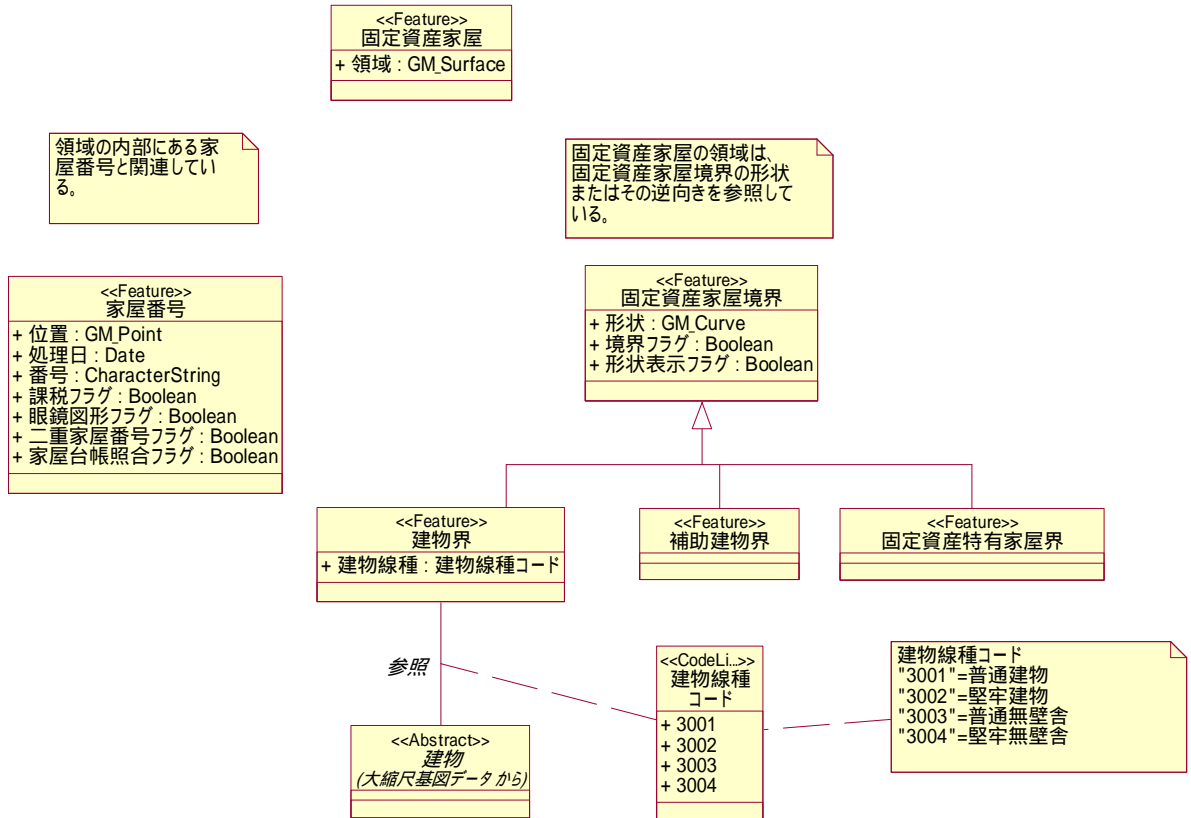 <<Feature>>
固定資産家屋
+ 領域 : GM_Surface
領域の内部にある家
屋番号と関連してい
る。
固定資産家屋の領域は、
固定資産家屋境界の形状
またはその逆向きを参照して
いる。
<<Feature>>
家屋番号
+ 位置 : GM_Point
+ 処理日 : Date
+ 番号 : CharacterString
+ 課税フラグ : Boolean
+ 眼鏡図形フラグ : Boolean
+ 二重家屋番号フラグ : Boolean
+ 家屋台帳照合フラグ : Boolean
<<Feature>>
固定資産家屋境界
+ 形状 : GM_Curve
+ 境界フラグ : Boolean
+ 形状表示フラグ : Boolean
<<Feature>>
建物界
+ 建物線種 : 建物線種コード
<<Feature>>
補助建物界
<<Feature>>
固定資産特有家屋界
参照
<<Abstract>>
建物
(大縮尺基図データ から)
<<CodeLi...>>
建物線種
コード
+ 3001
+ 3002
+ 3003
+ 3004
建物線種コード
"3001"=普通建物
"3002"=堅牢建物
"3003"=普通無壁舎
"3004"=堅牢無壁舎